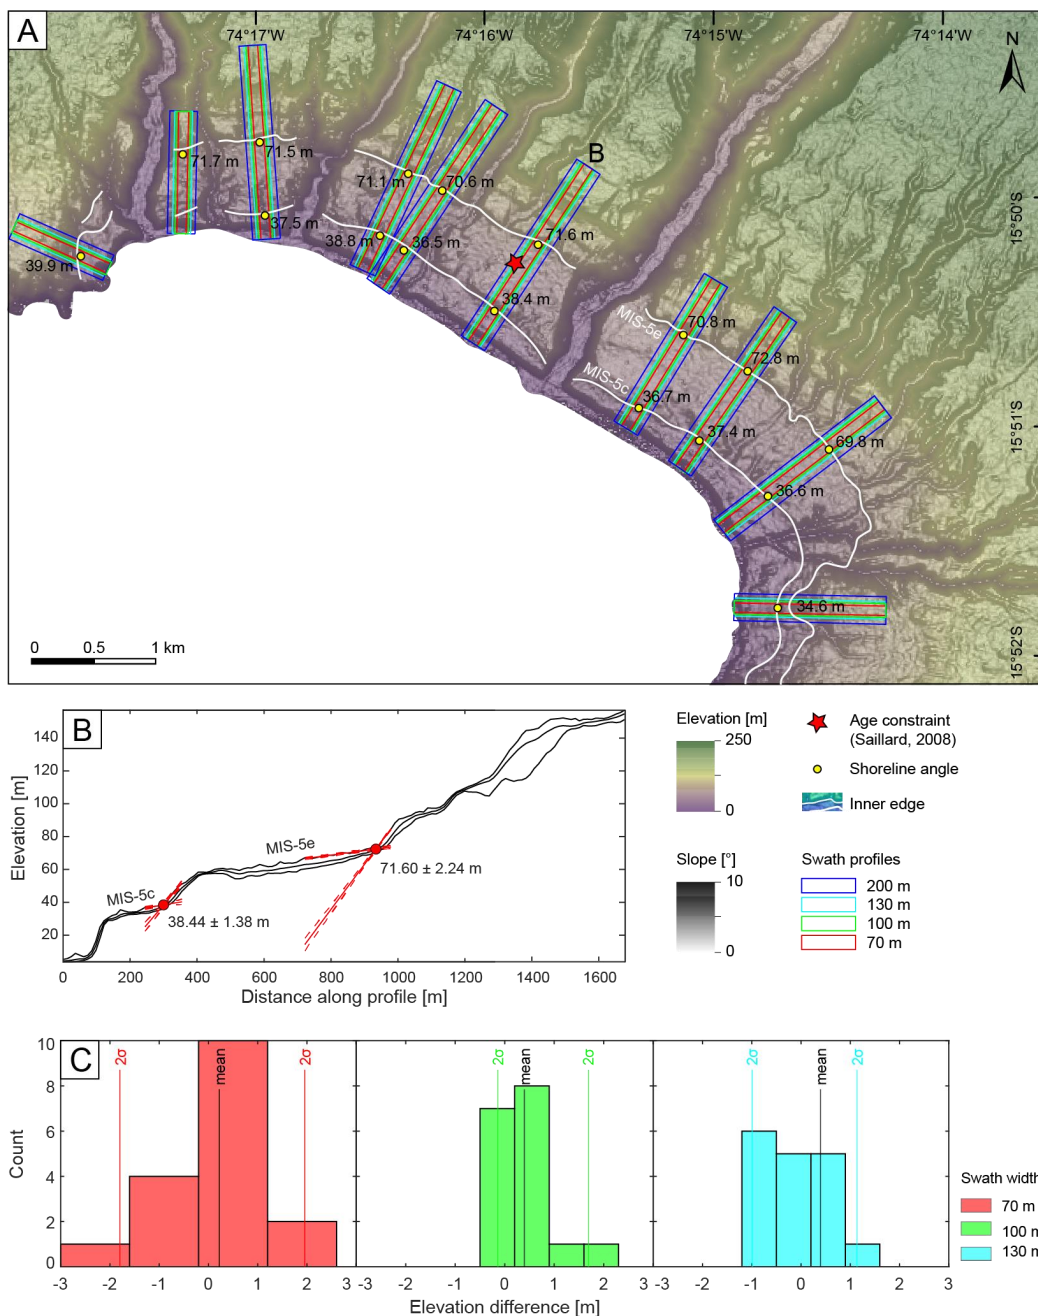 A
74°17'W
74°16'W
74°15'W
74°14'W
N
B
71.7 m
71.5 m
71.1 m
70.6 m
71.6 m
37.5 m
38.8 m
36.5 m
38.4 m
39.9 m
15°50'S
MIS-5e
70.8 m
72.8 m
MIS-5c
36.7 m
37.4 m
69.8 m
36.6 m
15°51'S
34.6 m
15°52'S
0 0.5 1 km
B
Elevation [m]
140
120
100
80
60
40
20
MIS-5e
71.60 ± 2.24 m
MIS-5c
38.44 ± 1.38 m
0 200 400 600 800 1000 1200 1400 1600
Distance along profile [m]
Elevation [m]
250
0
Slope [°]
10
0
Age constraint
(Saillard, 2008)
Shoreline angle
Inner edge
Swath profiles
200 m
130 m
100 m
70 m
C
Count
10
8
6
4
2
0
2σ
mean
2σ
2σ
mean
2σ
2σ
mean
2σ
-3 -2 -1 0 1 2 3
-3 -2 -1 0 1 2 3
-3 -2 -1 0 1 2 3
Elevation difference [m]
Swath width
70 m
100 m
130 m